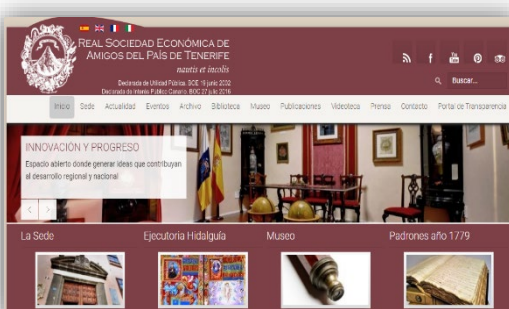 REAL SOCIEDAD ECONÓMICA DE
AMIGOS DEL PAÍS DE TENERIFE
nautis et incolis
Declarada de Utilidad Pública. BOE 19 junio 2002
Declarada de Interés Público Canario. BOC 27 julio 2016
Buscar...
Inicio Sede Actualidad Eventos Archivo Biblioteca Museo Publicaciones Videoteca Prensa Contacto Portal de Transparencia
INNOVACIÓN Y PROGRESO
Espacio abierto donde generar ideas que contribuyan
al desarrollo regional y nacional
La Sede Ejecutoria Hidalguía Museo Padrones año 1779